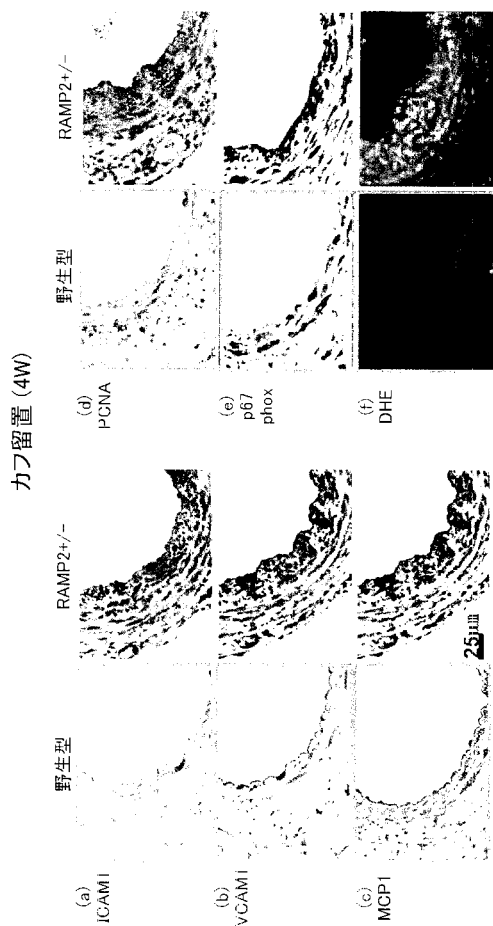 カフ留置 (4W)
野生型
RAMP2+/-
(a)
ICAM1
(b)
VCAM1
(c)
MCP1
25μm
野生型
RAMP2+/-
(d)
PCNA
(e)
p67
phox
(f)
DHE